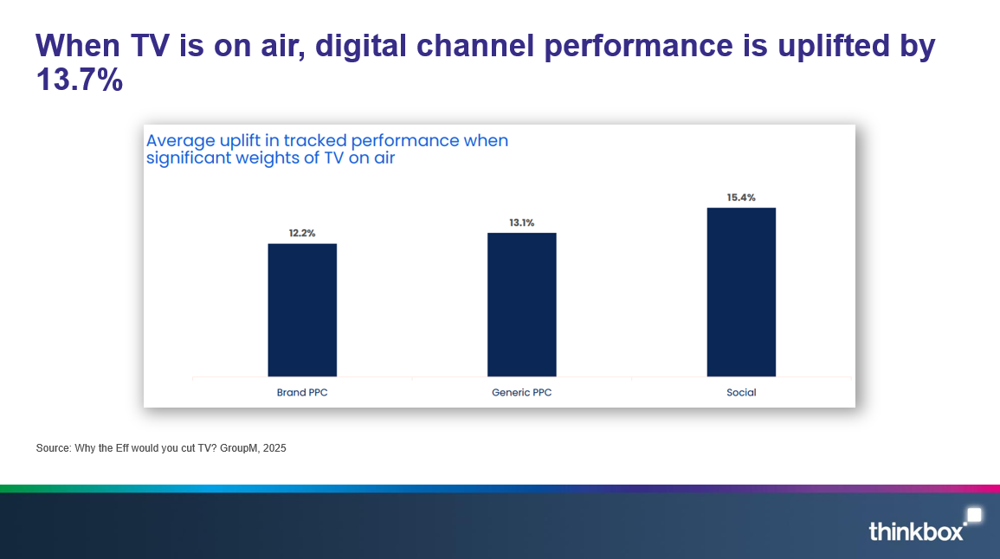 When TV is on air, digital channel performance is uplifted by
13.7%
Average uplift in tracked performance when
significant weights of TV on air
12.2%
13.1%
15.4%
Brand PPC
Generic PPC
Social
Source: Why the Eff would you cut TV? GroupM, 2025
thinkbox